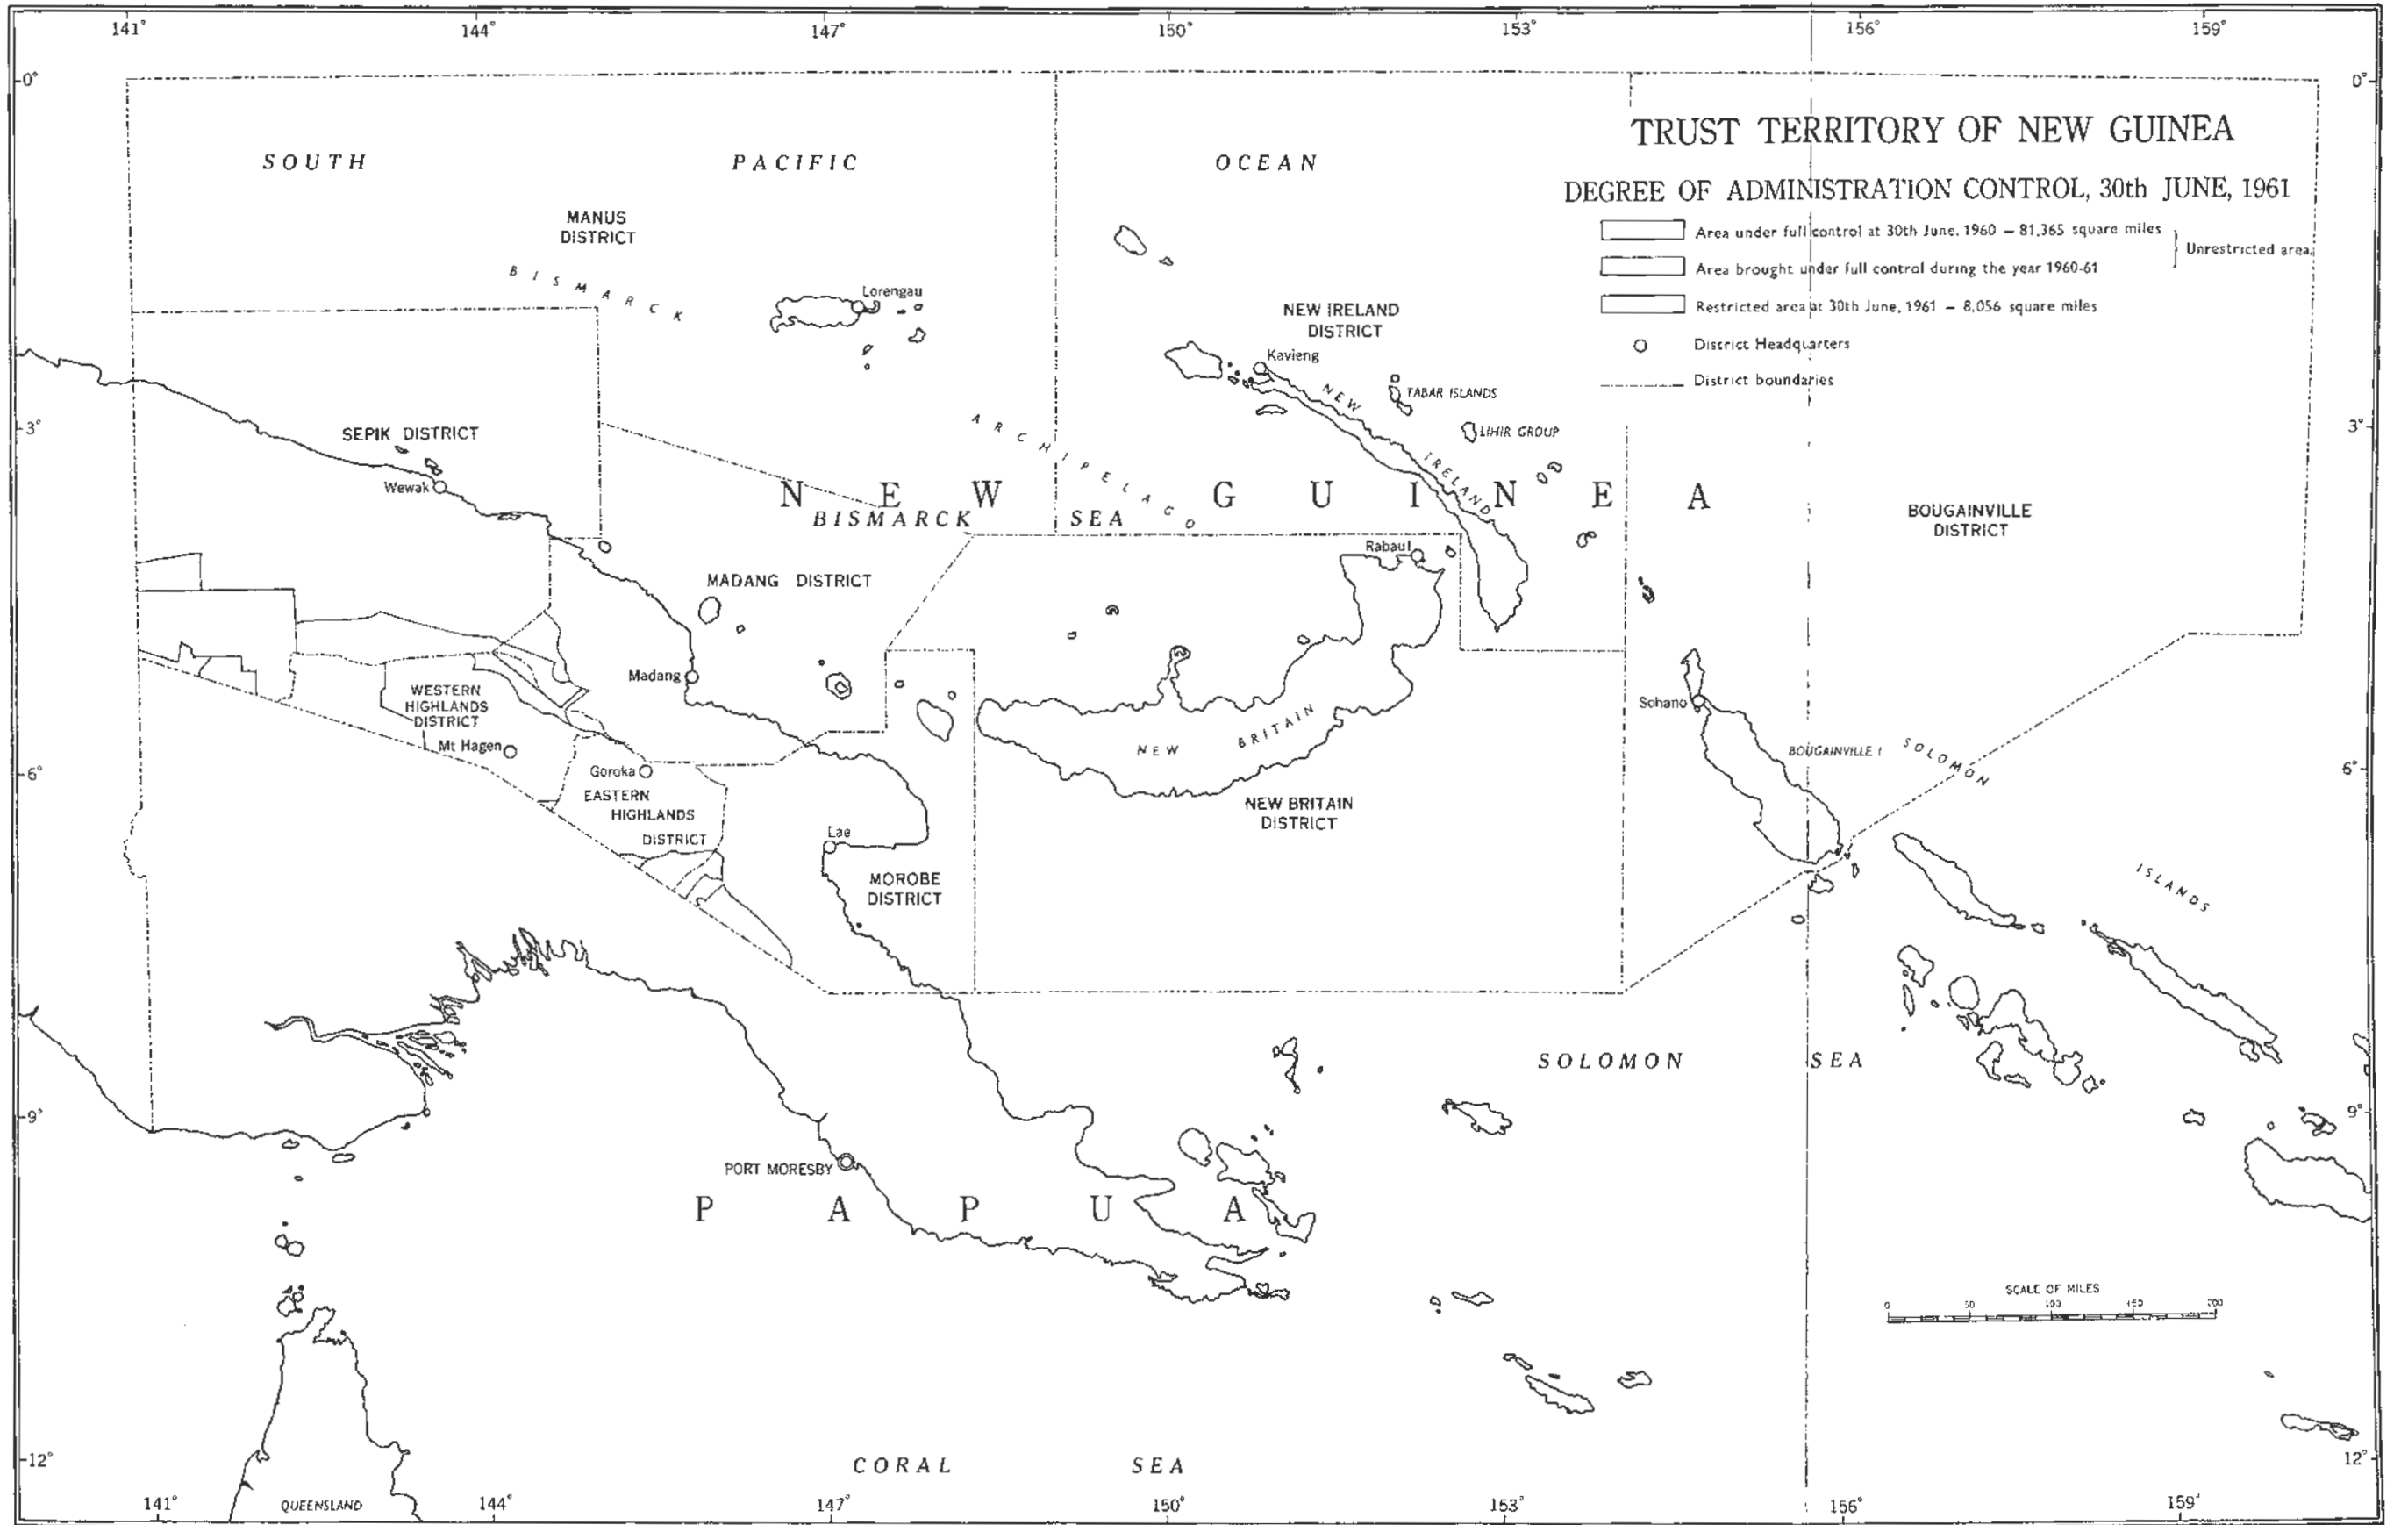 141° 144° 147° 150° 153° 156° 159°
0° 0°
TRUST TERRITORY OF NEW GUINEA
SOUTH PACIFIC OCEAN
DEGREE OF ADMINISTRATION CONTROL, 30th JUNE, 1961
MANUS
DISTRICT
Area under full control at 30th June, 1960 – 81,365 square miles
Unrestricted area.
Area brought under full control during the year 1960-61
Restricted area at 30th June, 1961 – 8,056 square miles
District Headquarters
District boundaries
BISMARCK
ARCHIPELAGO
Lorengau
NEW IRELAND
DISTRICT
Kavieng
NEW
IRELAND
TABAR ISLANDS
LIHIR GROUP
3° 3°
SEPIK DISTRICT
Wewak
NEW GUINEA
BISMARCK SEA
BOUGAINVILLE
DISTRICT
Rabaul
MADANG DISTRICT
Madang
WESTERN
HIGHLANDS
DISTRICT
Mt Hagen
Sohano
NEW BRITAIN
BOUGAINVILLE I
SOLOMON
ISLANDS
6° 6°
Goroka
EASTERN
HIGHLANDS
DISTRICT
NEW BRITAIN
DISTRICT
Lae
MOROBE
DISTRICT
SOLOMON SEA
9° 9°
PORT MORESBY
PAPUA
SCALE OF MILES
0 50 100 150 200
12° 12°
CORAL SEA
QUEENSLAND
141° 144° 147° 150° 153° 156° 159°